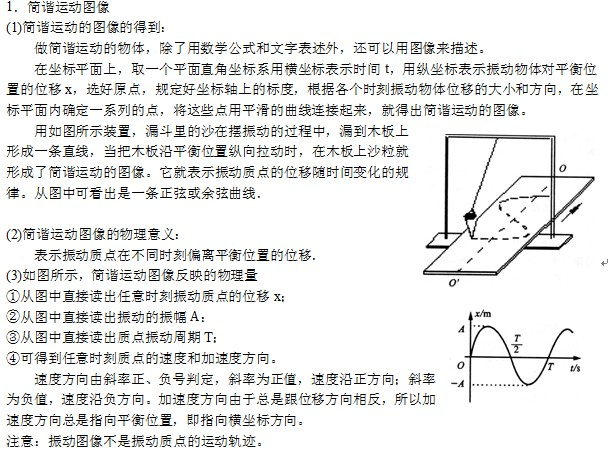 1. 简谐运动图像
(1)简谐运动的图像的得到:
做简谐运动的物体，除了用数学公式和文字表述外，还可以用图像来描述。
在坐标平面上，取一个平面直角坐标系用横坐标表示时间 t，用纵坐标表示振动物体对平衡位
置的位移 x，选好原点，规定好坐标轴上的标度，根据各个时刻振动物体位移的大小和方向，在坐
标平面内确定一系列的点，将这些点用平滑的曲线连接起来，就得出简谐运动的图像。
用如图所示装置，漏斗里的沙在摆振动的过程中，漏到木板上
形成一条直线，当把木板沿平衡位置纵向拉动时，在木板上沙粒就
形成了简谐运动的图像。它就表示振动质点的位移随时间变化的规
律。从图中可看出是一条正弦或余弦曲线.
O
O'
(2)简谐运动图像的物理意义:
表示振动质点在不同时刻偏离平衡位置的位移.
(3)如图所示，简谐运动图像反映的物理量
①从图中直接读出任意时刻振动质点的位移 x;
②从图中直接读出振动的振幅 A;
③从图中直接读出质点振动周期 T;
④可得到任意时刻质点的速度和加速度方向。
x/m
A
T/2
O
T
t/s
-A
速度方向由斜率正、负号判定，斜率为正值，速度沿正方向; 斜率
为负值，速度沿负方向。加速度方向由于总是跟位移方向相反，所以加
速度方向总是指向平衡位置，即指向横坐标方向。
注意: 振动图像不是振动质点的运动轨迹。